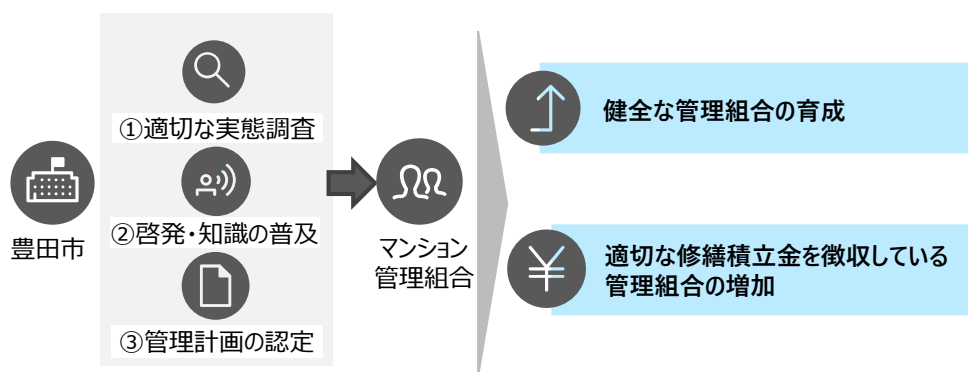 豊田市
①適切な実態調査
②啓発・知識の普及
③管理計画の認定
マンション
管理組合
健全な管理組合の育成
適切な修繕積立金を徴収している
管理組合の増加